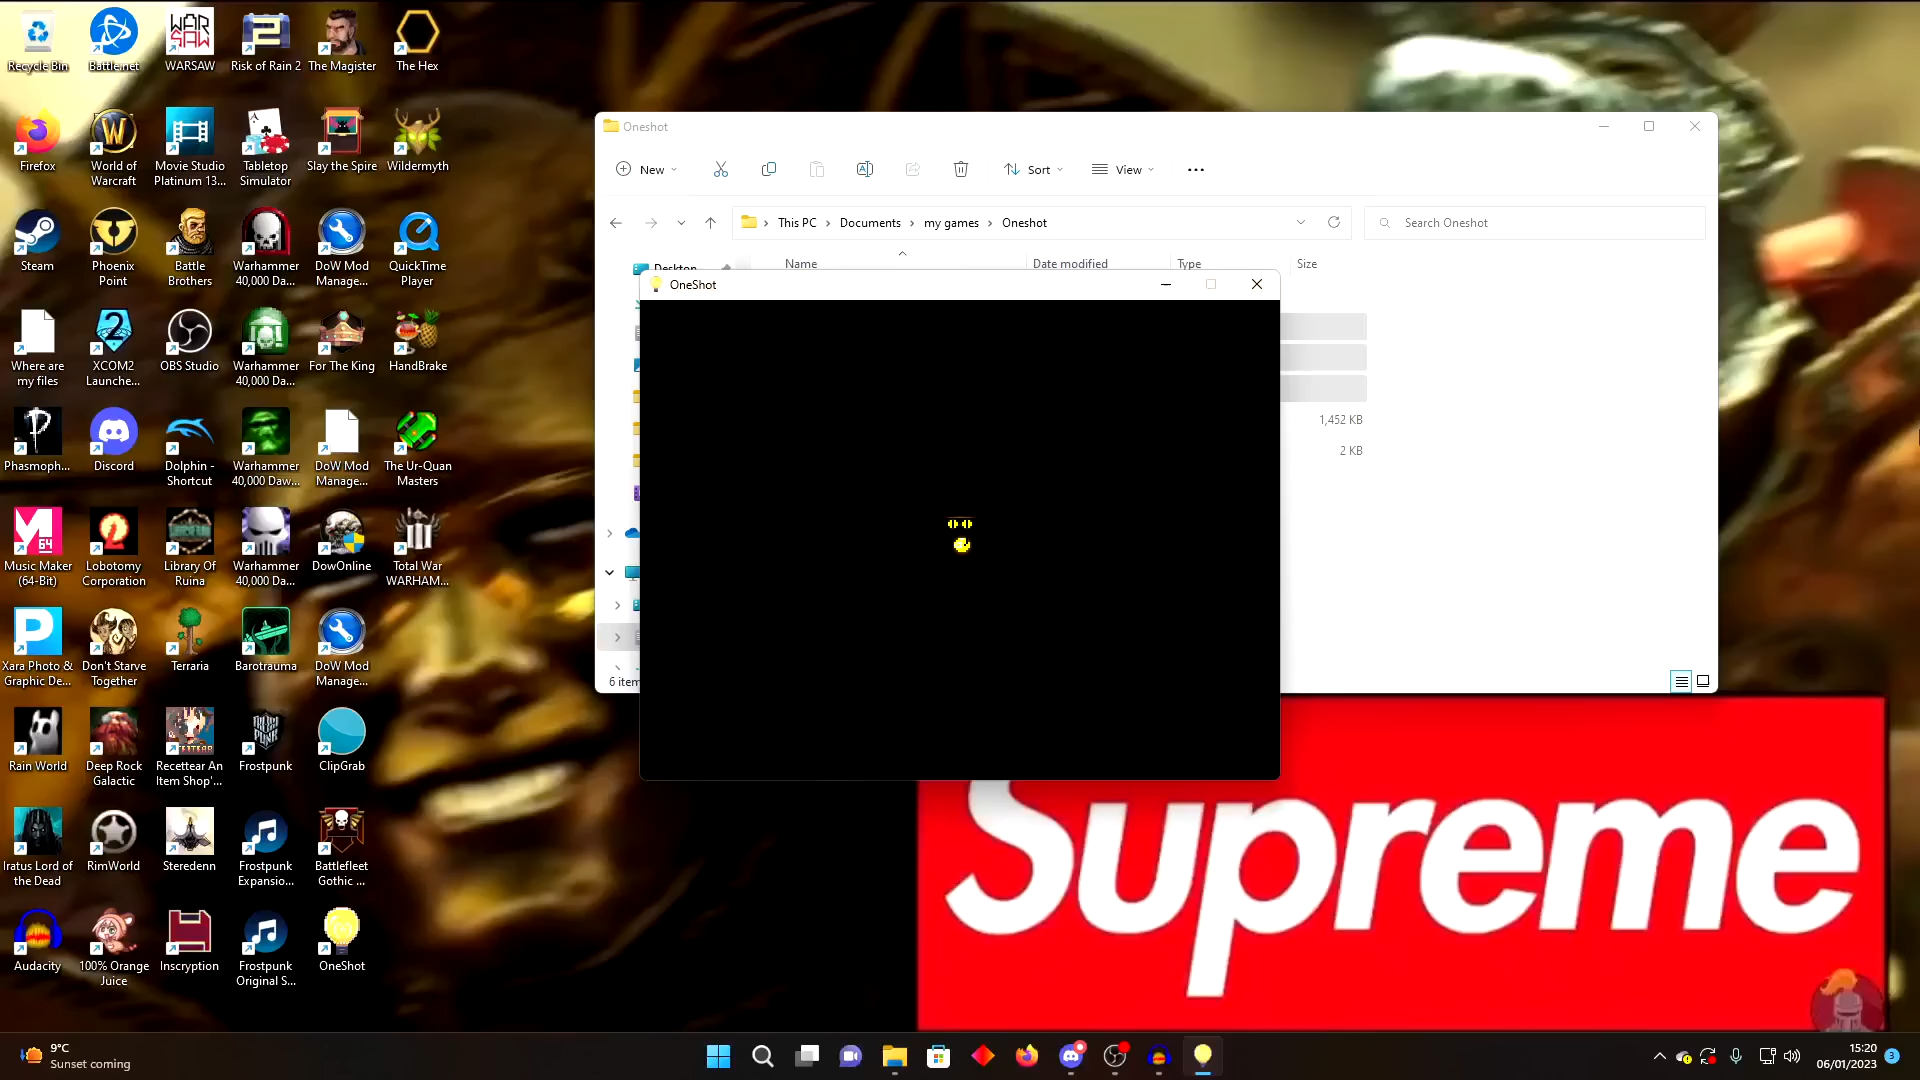 Recycle Bin
Battle.net
WARSAW
Risk of Rain 2
The Magister
The Hex
Firefox
World of
Warcraft
Movie Studio
Platinum 13...
Tabletop
Simulator
Slay the Spire
Wildermyth
Steam
Phoenix
Point
Battle
Brothers
Warhammer
40,000 Da...
DoW Mod
Manage...
QuickTime
Player
Where are
my files
XCOM2
Launche...
OBS Studio
Warhammer
40,000 Da...
For The King
HandBrake
Phasmoph...
Discord
Dolphin -
Shortcut
Warhammer
40,000 Daw...
DoW Mod
Manage...
The Ur-Quan
Masters
Music Maker
(64-Bit)
Lobotomy
Corporation
Library Of
Ruina
Warhammer
40,000 Da...
DowOnline
Total War
WARHAM...
Xara Photo &
Graphic De...
Don't Starve
Together
Terraria
Barotrauma
DoW Mod
Manage...
Rain World
Deep Rock
Galactic
Recettear An
Item Shop'...
Frostpunk
ClipGrab
Iratus Lord of
the Dead
RimWorld
Steredenn
Frostpunk
Expansio...
Battlefleet
Gothic ...
Audacity
100% Orange
Juice
Inscryption
Frostpunk
Original S...
OneShot
Oneshot
New
Sort
View
This PC > Documents > my games > Oneshot
Search Oneshot
Desktop
Name
Date modified
Type
Size
OneShot
1,452 KB
2 KB
6 item
Supreme
9°C
Sunset coming
15:20
06/01/2023
3